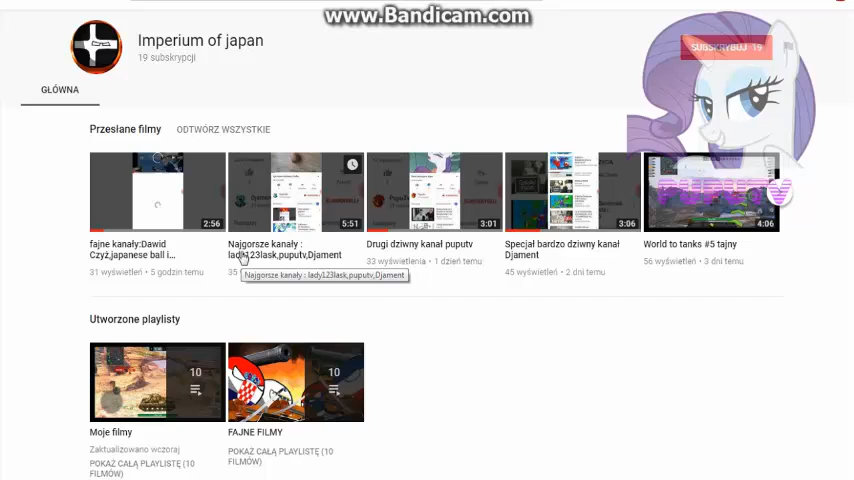 www.Bandicam.com
Imperium of japan
19 subskrypcji
SUBSKRYBUJ 19
GŁÓWNA
Przesłane filmy ODTWÓRZ WSZYSTKIE
2:56
5:51
3:01
3:06
4:06
PUPUTV
fajne kanały:Dawid
Czyż,japanese ball i...
31 wyświetleń • 5 godzin temu
Najgorsze kanały :
lady123lask,puputv,Djament
35
Najgorsze kanały : lady123lask,puputv,Djament
Drugi dziwny kanał puputv
33 wyświetlenia • 1 dzień temu
Specjał bardzo dziwny kanał
Djament
45 wyświetleń • 2 dni temu
World to tanks #5 tajny
56 wyświetleń • 3 dni temu
Utworzone playlisty
10
10
Moje filmy
Zaktualizowano wczoraj
POKAŻ CAŁĄ PLAYLISTĘ (10
FILMÓW)
FAJNE FILMY
POKAŻ CAŁĄ PLAYLISTĘ (10
FILMÓW)